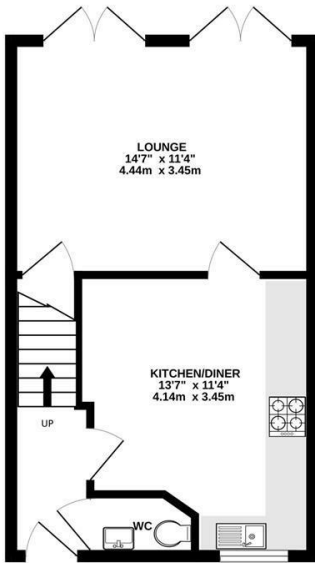 LOUNGE
14'7" x 11'4"
4.44m x 3.45m
KITCHEN/DINER
13'7" x 11'4"
4.14m x 3.45m
UP
WC